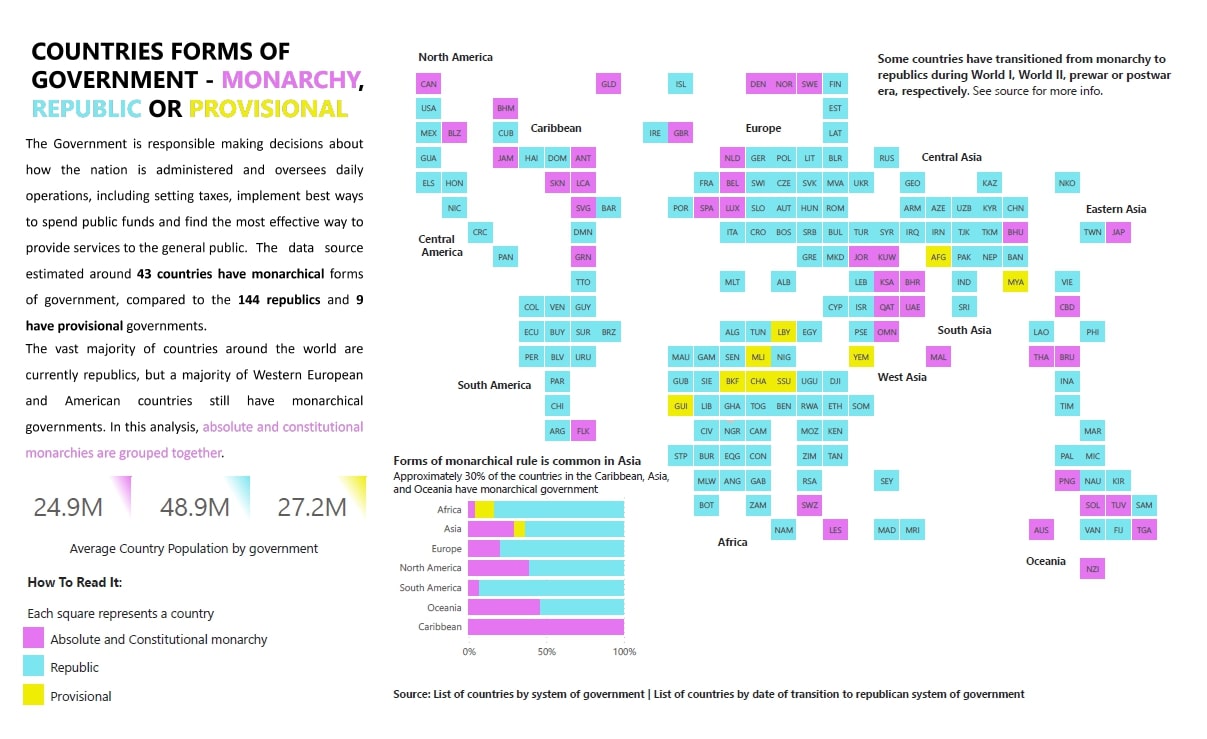 COUNTRIES FORMS OF
GOVERNMENT - MONARCHY,
REPUBLIC OR PROVISIONAL
The Government is responsible making decisions about
how the nation is administered and oversees daily
operations, including setting taxes, implement best ways
to spend public funds and find the most effective way to
provide services to the general public. The data source
estimated around 43 countries have monarchical forms
of government, compared to the 144 republics and 9
have provisional governments.
The vast majority of countries around the world are
currently republics, but a majority of Western European
and American countries still have monarchical
governments. In this analysis, absolute and constitutional
monarchies are grouped together.
24.9M 48.9M 27.2M
Average Country Population by government
How To Read It:
Each square represents a country
Absolute and Constitutional monarchy
Republic
Provisional
North America
Some countries have transitioned from monarchy to
republics during World I, World II, prewar or postwar
era, respectively. See source for more info.
CAN GLD ISL DEN NOR SWE FIN
USA BHM EST
MEX BLZ CUB Caribbean IRE GBR Europe LAT
GUA JAM HAI DOM ANT NLD GER POL LIT BLR RUS Central Asia
ELS HON SKN LCA FRA BEL SWI CZE SVK MVA UKR GEO KAZ NKO
NIC SVG BAR POR SPA LUX SLO AUT HUN ROM ARM AZE UZB KYR CHN Eastern Asia
Central
America
CRC DMN ITA CRO BOS SRB BUL TUR SYR IRQ IRN TJK TKM BHU TWN JAP
PAN GRN GRE MKD JOR KUW AFG PAK NEP BAN
TTO MLT ALB LEB KSA BHR IND MYA VIE
COL VEN GUY CYP ISR QAT UAE SRI CBD
ECU BUY SUR BRZ ALG TUN LBY EGY PSE OMN South Asia LAO PHI
PER BLV URU MAU GAM SEN MLI NIG YEM MAL THA BRU
South America PAR GUB SIE BKF CHA SSU UGU DJI West Asia INA
CHI GUI LIB GHA TOG BEN RWA ETH SOM TIM
ARG FLK CIV NGR CAM MOZ KEN MAR
STP BUR EQG CON ZIM TAN PAL MIC
MLW ANG GAB RSA SEY PNG NAU KIR
BOT ZAM SWZ SOL TUV SAM
Africa NAM LES MAD MRI AUS VAN FIJ TGA
Oceania NZI
Forms of monarchical rule is common in Asia
Approximately 30% of the countries in the Caribbean, Asia,
and Oceania have monarchical government
Africa
Asia
Europe
North America
South America
Oceania
Caribbean
0% 50% 100%
Source: List of countries by system of government | List of countries by date of transition to republican system of government